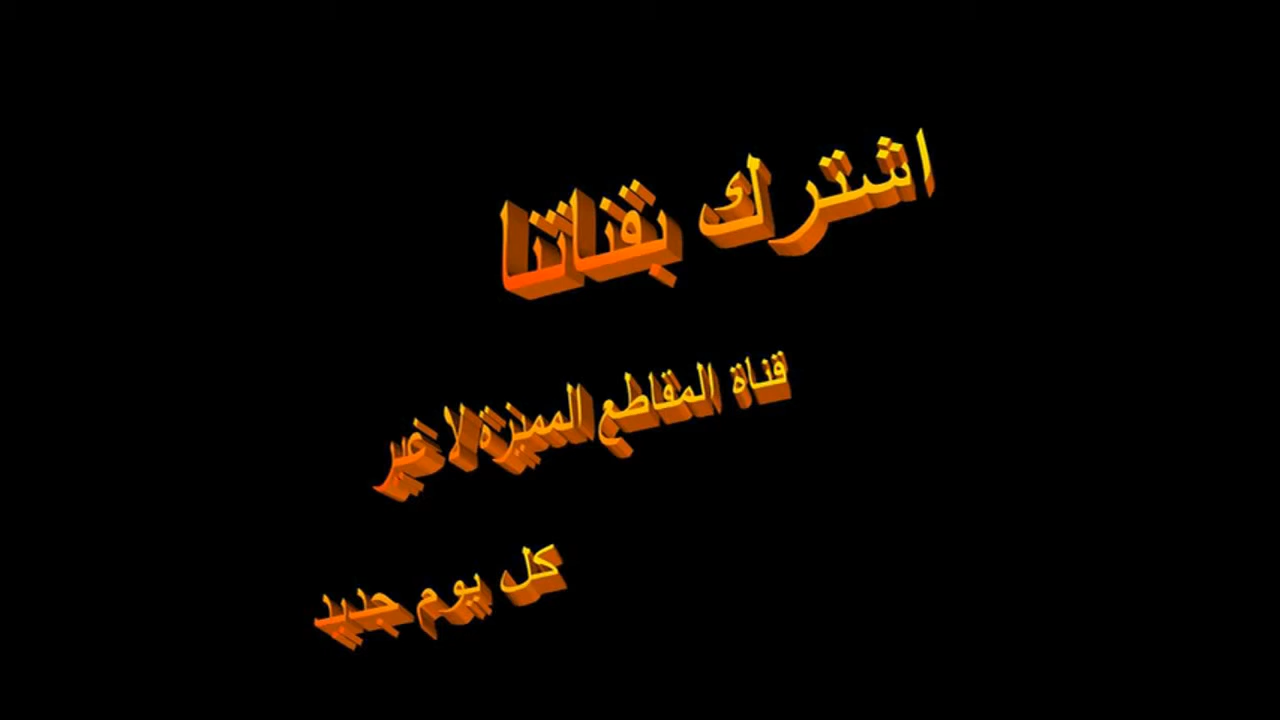 اشترك بقناتنا
قناة المقاطع المميزة لا غير
كل يوم جديد